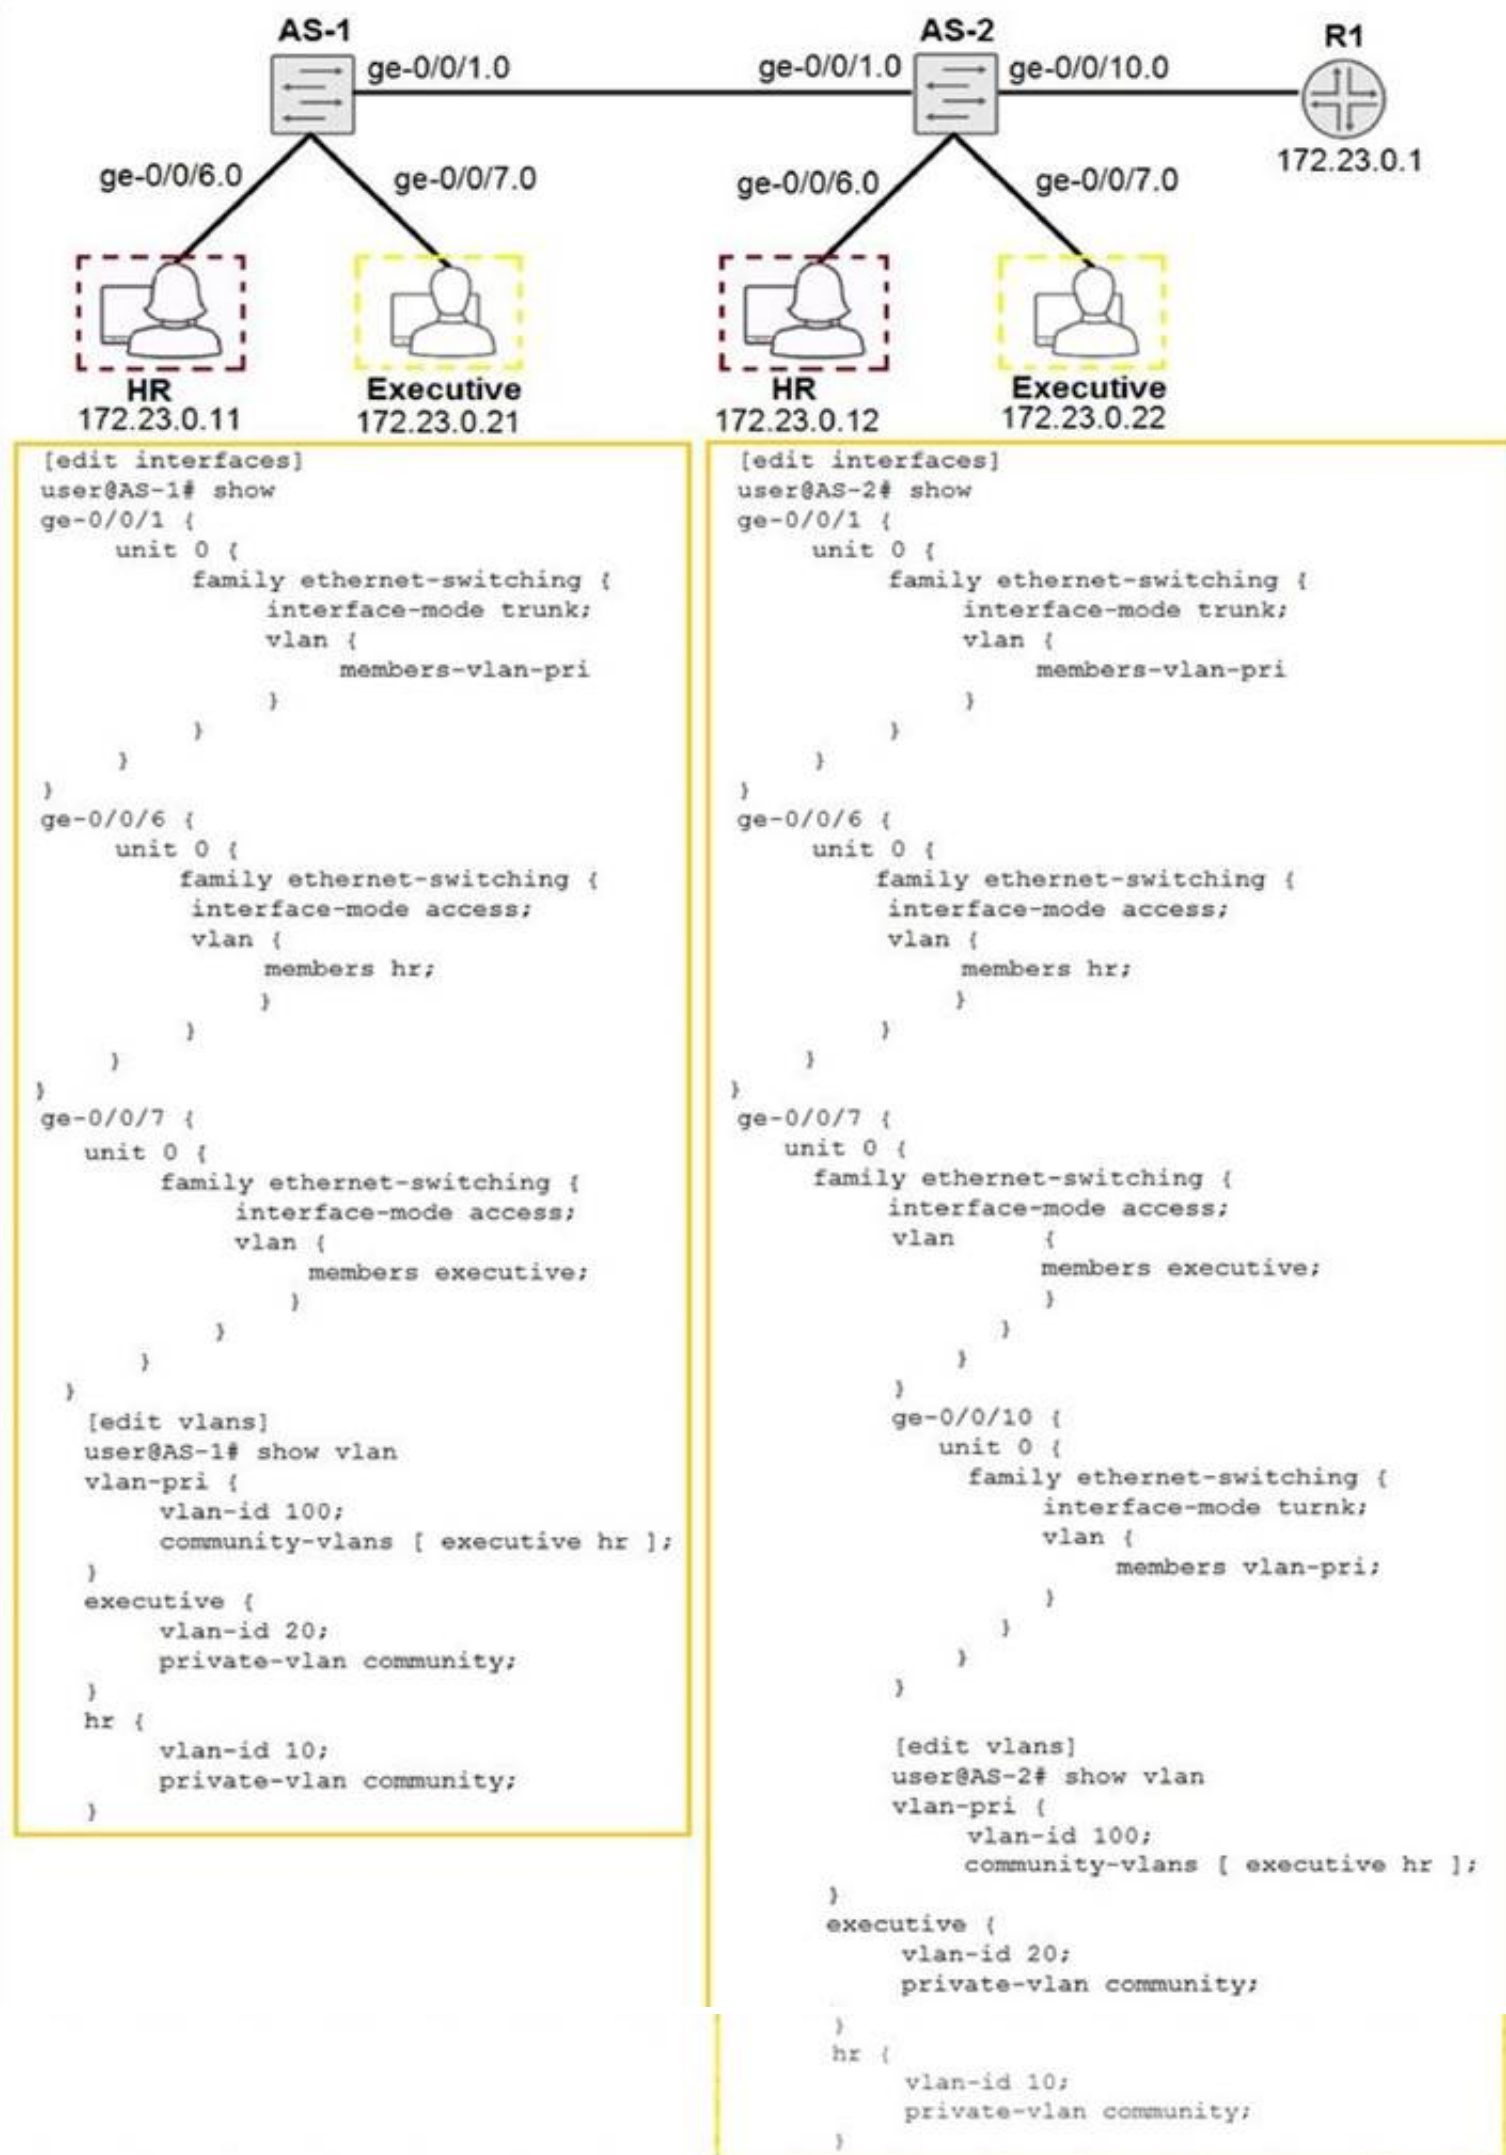 AS-1
AS-2
R1
ge-0/0/1.0
ge-0/0/1.0
ge-0/0/10.0
172.23.0.1
ge-0/0/6.0
ge-0/0/7.0
ge-0/0/6.0
ge-0/0/7.0
HR
172.23.0.11
Executive
172.23.0.21
HR
172.23.0.12
Executive
172.23.0.22
[edit interfaces]
user@AS-1# show
ge-0/0/1 {
unit 0 {
family ethernet-switching {
interface-mode trunk;
vlan {
members-vlan-pri
}
}
}
}
ge-0/0/6 {
unit 0 {
family ethernet-switching {
interface-mode access;
vlan {
members hr;
}
}
}
}
ge-0/0/7 {
unit 0 {
family ethernet-switching {
interface-mode access;
vlan {
members executive;
}
}
}
}
[edit vlans]
user@AS-1# show vlan
vlan-pri {
vlan-id 100;
community-vlans [ executive hr ];
}
executive {
vlan-id 20;
private-vlan community;
}
hr {
vlan-id 10;
private-vlan community;
}
[edit interfaces]
user@AS-2# show
ge-0/0/1 {
unit 0 {
family ethernet-switching {
interface-mode trunk;
vlan {
members-vlan-pri
}
}
}
}
ge-0/0/6 {
unit 0 {
family ethernet-switching {
interface-mode access;
vlan {
members hr;
}
}
}
}
ge-0/0/7 {
unit 0 {
family ethernet-switching {
interface-mode access;
vlan {
members executive;
}
}
}
}
ge-0/0/10 {
unit 0 {
family ethernet-switching {
interface-mode turnk;
vlan {
members vlan-pri;
}
}
}
}
[edit vlans]
user@AS-2# show vlan
vlan-pri {
vlan-id 100;
community-vlans [ executive hr ];
}
executive {
vlan-id 20;
private-vlan community;
}
hr {
vlan-id 10;
private-vlan community;
}